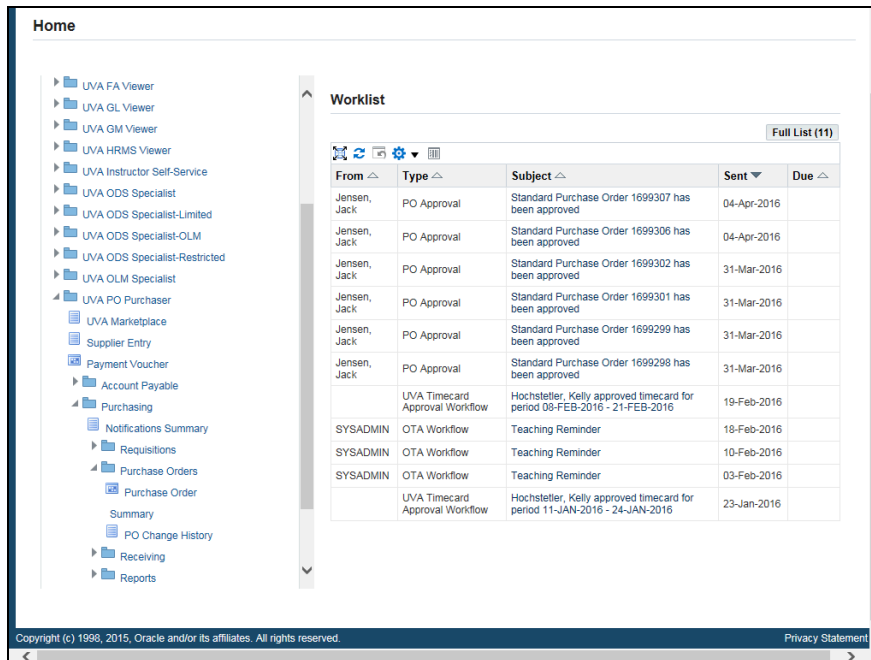 Home
UVA FA Viewer
UVA GL Viewer
UVA GM Viewer
UVA HRMS Viewer
UVA Instructor Self-Service
UVA ODS Specialist
UVA ODS Specialist-Limited
UVA ODS Specialist-OLM
UVA ODS Specialist-Restricted
UVA OLM Specialist
UVA PO Purchaser
UVA Marketplace
Supplier Entry
Payment Voucher
Account Payable
Purchasing
Notifications Summary
Requisitions
Purchase Orders
Purchase Order
Summary
PO Change History
Receiving
Reports
Worklist
Full List (11)
From Type Subject Sent Due
Jensen, Jack PO Approval Standard Purchase Order 1699307 has been approved 04-Apr-2016
Jensen, Jack PO Approval Standard Purchase Order 1699306 has been approved 04-Apr-2016
Jensen, Jack PO Approval Standard Purchase Order 1699302 has been approved 31-Mar-2016
Jensen, Jack PO Approval Standard Purchase Order 1699301 has been approved 31-Mar-2016
Jensen, Jack PO Approval Standard Purchase Order 1699299 has been approved 31-Mar-2016
Jensen, Jack PO Approval Standard Purchase Order 1699298 has been approved 31-Mar-2016
UVA Timecard Approval Workflow Hochstetler, Kelly approved timecard for period 08-FEB-2016 - 21-FEB-2016 19-Feb-2016
SYSADMIN OTA Workflow Teaching Reminder 18-Feb-2016
SYSADMIN OTA Workflow Teaching Reminder 10-Feb-2016
SYSADMIN OTA Workflow Teaching Reminder 03-Feb-2016
UVA Timecard Approval Workflow Hochstetler, Kelly approved timecard for period 11-JAN-2016 - 24-JAN-2016 23-Jan-2016
Copyright (c) 1998, 2015, Oracle and/or its affiliates. All rights reserved. Privacy Statement